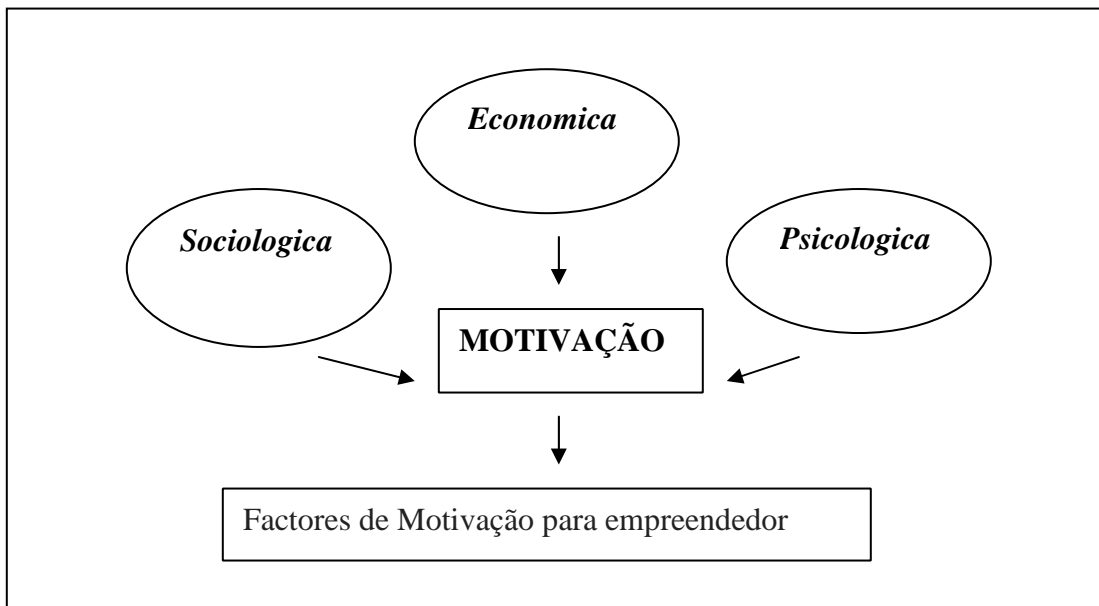 Economica
Sociologica
Psicologica
MOTIVAÇÃO
Factores de Motivação para empreendedor